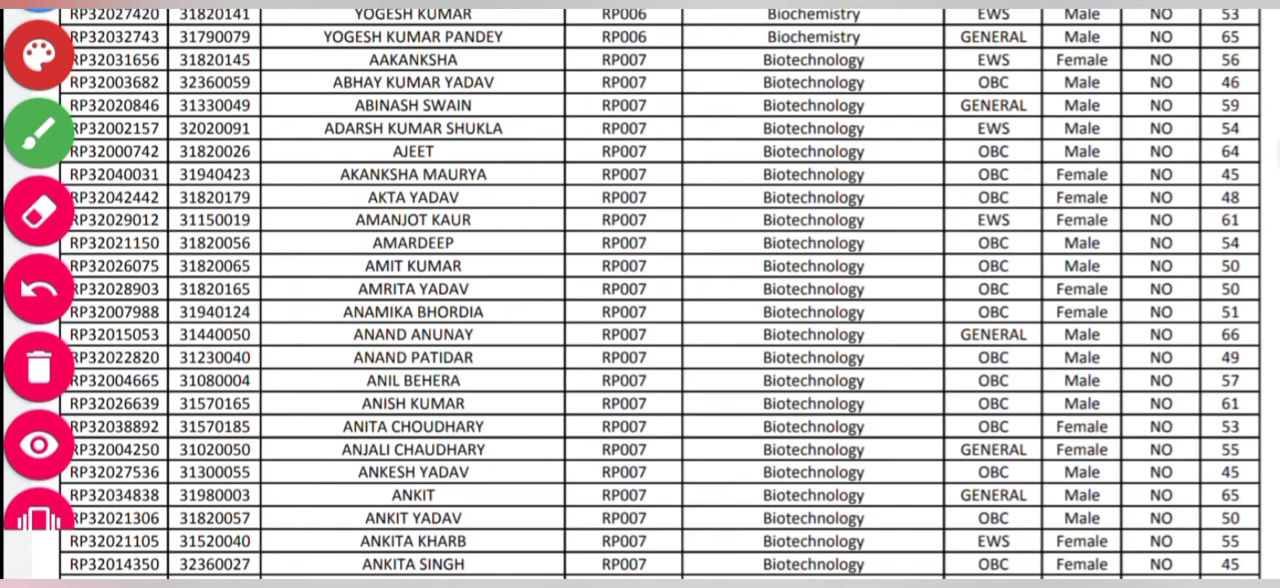 RP32027420 31820141 YOGESH KUMAR RP006 Biochemistry EWS Male NO 53
RP32032743 31790079 YOGESH KUMAR PANDEY RP006 Biochemistry GENERAL Male NO 65
RP32031656 31820145 AAKANKSHA RP007 Biotechnology EWS Female NO 56
RP32003682 32360059 ABHAY KUMAR YADAV RP007 Biotechnology OBC Male NO 46
RP32020846 31330049 ABINASH SWAIN RP007 Biotechnology GENERAL Male NO 59
RP32002157 32020091 ADARSH KUMAR SHUKLA RP007 Biotechnology EWS Male NO 54
RP32000742 31820026 AJEET RP007 Biotechnology OBC Male NO 64
RP32040031 31940423 AKANKSHA MAURYA RP007 Biotechnology OBC Female NO 45
RP32042442 31820179 AKTA YADAV RP007 Biotechnology OBC Female NO 48
RP32029012 31150019 AMANJOT KAUR RP007 Biotechnology EWS Female NO 61
RP32021150 31820056 AMARDEEP RP007 Biotechnology OBC Male NO 54
RP32026075 31820065 AMIT KUMAR RP007 Biotechnology OBC Male NO 50
RP32028903 31820165 AMRITA YADAV RP007 Biotechnology OBC Female NO 50
RP32007988 31940124 ANAMIKA BHORDIA RP007 Biotechnology OBC Female NO 51
RP32015053 31440050 ANAND ANUNAY RP007 Biotechnology GENERAL Male NO 66
RP32022820 31230040 ANAND PATIDAR RP007 Biotechnology OBC Male NO 49
RP32004665 31080004 ANIL BEHERA RP007 Biotechnology OBC Male NO 57
RP32026639 31570165 ANISH KUMAR RP007 Biotechnology OBC Male NO 61
RP32038892 31570185 ANITA CHOUDHARY RP007 Biotechnology OBC Female NO 53
RP32004250 31020050 ANJALI CHAUDHARY RP007 Biotechnology GENERAL Female NO 55
RP32027536 31300055 ANKESH YADAV RP007 Biotechnology OBC Male NO 45
RP32034838 31980003 ANKIT RP007 Biotechnology GENERAL Male NO 65
RP32021306 31820057 ANKIT YADAV RP007 Biotechnology OBC Male NO 50
RP32021105 31520040 ANKITA KHARB RP007 Biotechnology EWS Female NO 55
RP32014350 32360027 ANKITA SINGH RP007 Biotechnology OBC Female NO 45